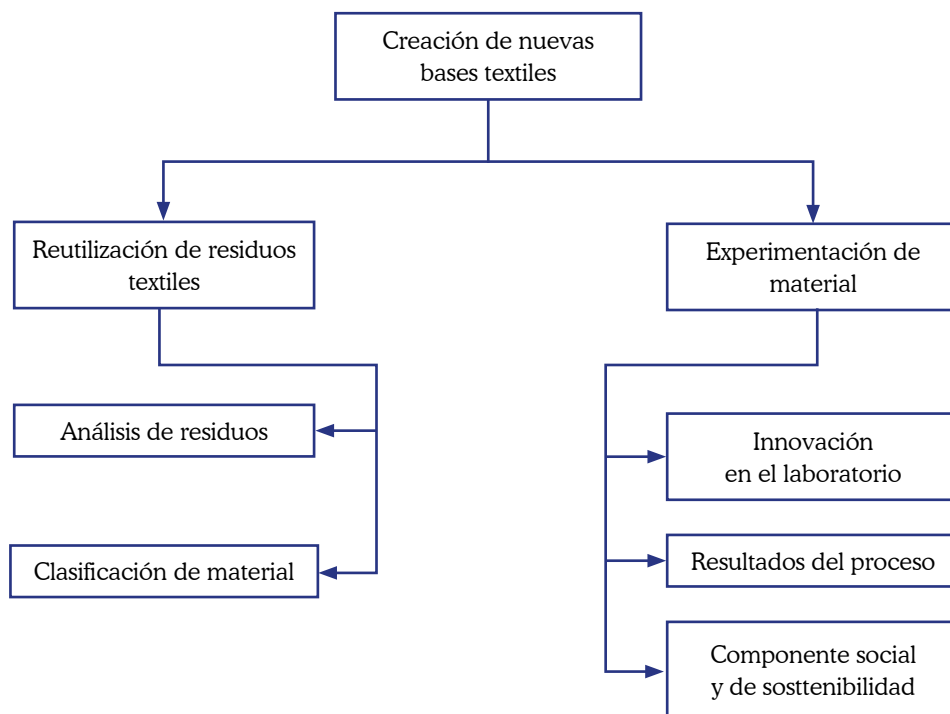 Creación de nuevas
bases textiles
Reutilización de residuos
textiles
Experimentación de
material
Análisis de residuos
Clasificación de material
Innovación
en el laboratorio
Resultados del proceso
Componente social
y de sosttenibilidad